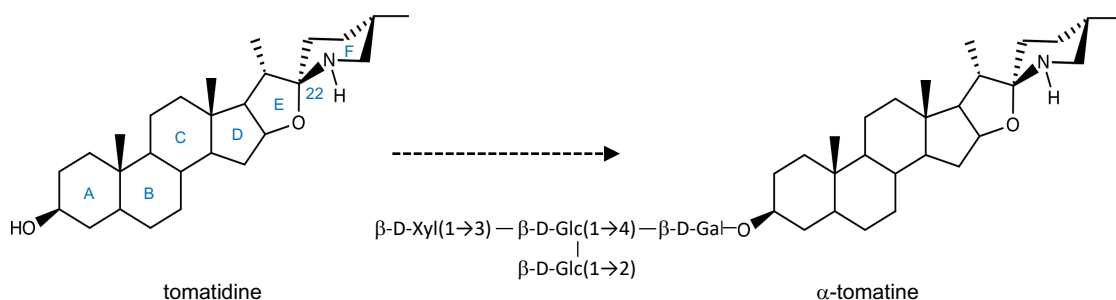 F
N
H
22
E
O
C
D
A
B
HO
tomatidine
F
N
H
O
β-D-Xyl(1→3) — β-D-Glc(1→4) — β-D-Gal—O
β-D-Glc(1→2)
α-tomatine